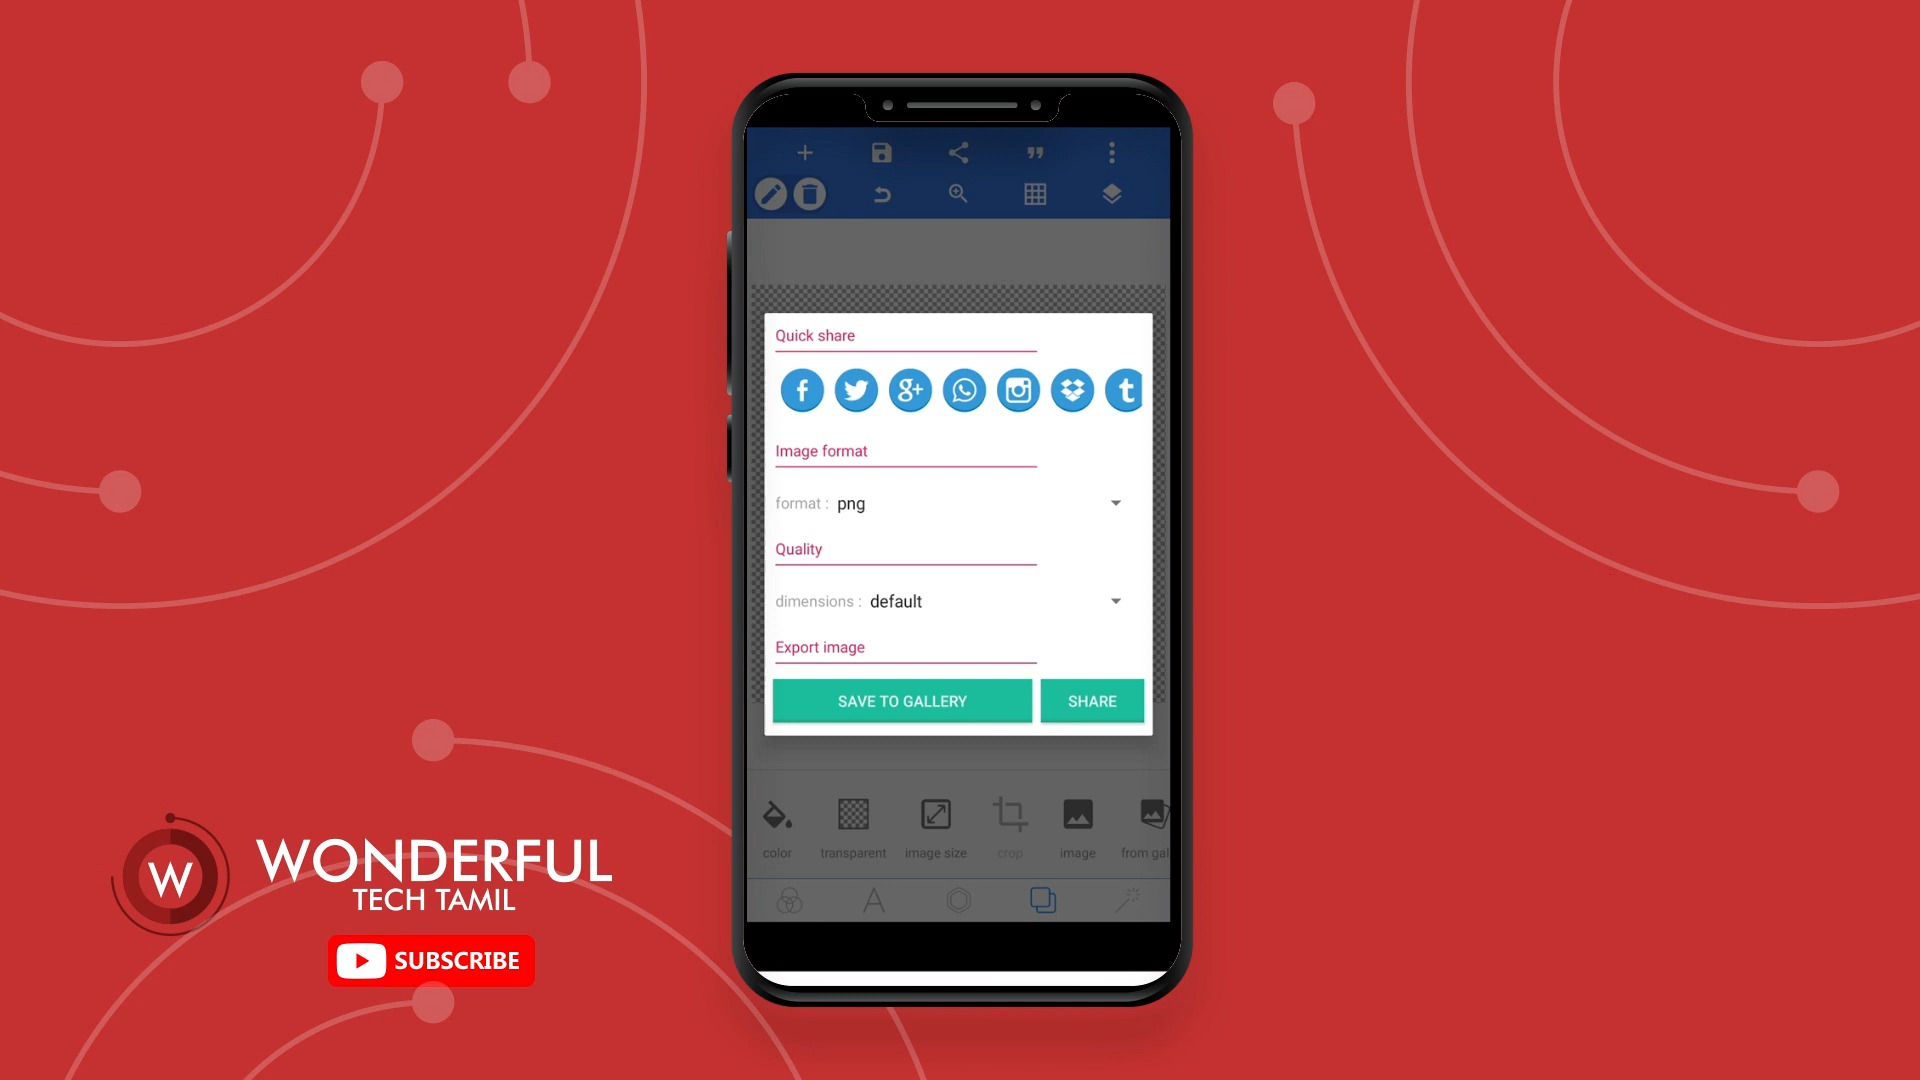 Quick share
Image format
format : png
Quality
dimensions : default
Export image
SAVE TO GALLERY SHARE
color transparent image size crop image from gal
W
WONDERFUL
TECH TAMIL
SUBSCRIBE